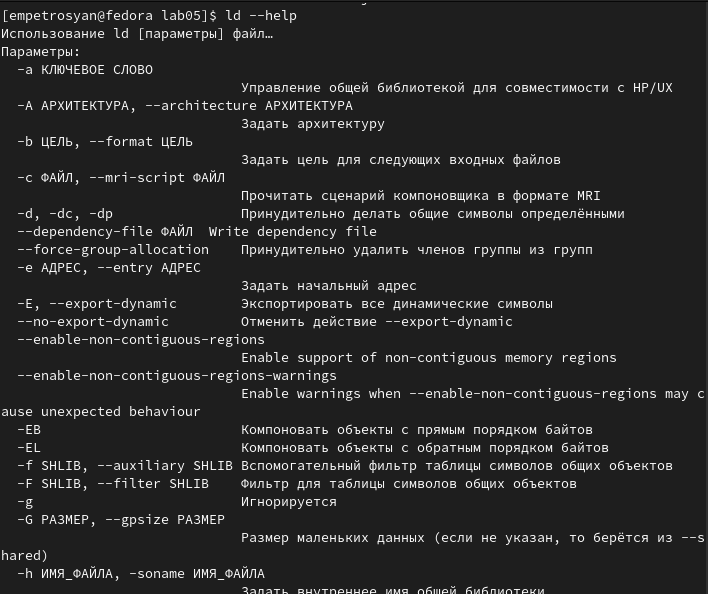 [empetrosyan@fedora lab05]$ ld --help
Использование ld [параметры] файл…
Параметры:
  -a КЛЮЧЕВОЕ СЛОВО
                              Управление общей библиотекой для совместимости с HP/UX
  -A АРХИТЕКТУРА, --architecture АРХИТЕКТУРА
                              Задать архитектуру
  -b ЦЕЛЬ, --format ЦЕЛЬ
                              Задать цель для следующих входных файлов
  -c ФАЙЛ, --mri-script ФАЙЛ
                              Прочитать сценарий компоновщика в формате MRI
  -d, -dc, -dp                Принудительно делать общие символы определёнными
  --dependency-file ФАЙЛ  Write dependency file
  --force-group-allocation    Принудительно удалить членов группы из групп
  -e АДРЕС, --entry АДРЕС
                              Задать начальный адрес
  -E, --export-dynamic        Экспортировать все динамические символы
  --no-export-dynamic         Отменить действие --export-dynamic
  --enable-non-contiguous-regions
                              Enable support of non-contiguous memory regions
  --enable-non-contiguous-regions-warnings
                              Enable warnings when --enable-non-contiguous-regions may c
ause unexpected behaviour
  -EB                         Компоновать объекты с прямым порядком байтов
  -EL                         Компоновать объекты с обратным порядком байтов
  -f SHLIB, --auxiliary SHLIB Вспомогательный фильтр таблицы символов общих объектов
  -F SHLIB, --filter SHLIB    Фильтр для таблицы символов общих объектов
  -g                          Игнорируется
  -G РАЗМЕР, --gpsize РАЗМЕР
                              Размер маленьких данных (если не указан, то берётся из --s
hared)
  -h ИМЯ_ФАЙЛА, -soname ИМЯ_ФАЙЛА
                              Задать внутреннее имя общей библиотеки